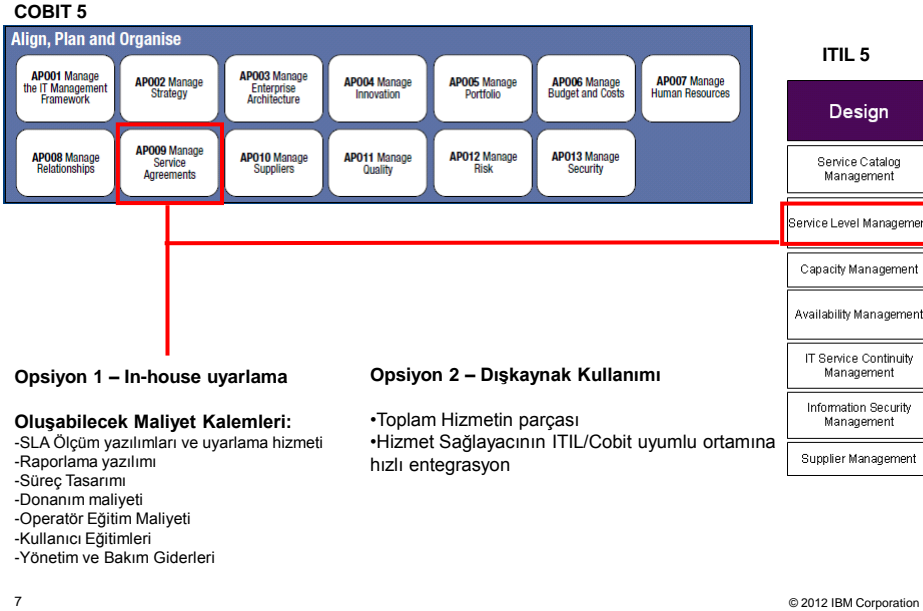 COBIT 5
Align, Plan and Organise
AP001 Manage
the IT Management
Framework
AP002 Manage
Strategy
AP003 Manage
Enterprise
Architecture
AP004 Manage
Innovation
AP005 Manage
Portfolio
AP006 Manage
Budget and Costs
AP007 Manage
Human Resources
AP008 Manage
Relationships
AP009 Manage
Service
Agreements
AP010 Manage
Suppliers
AP011 Manage
Quality
AP012 Manage
Risk
AP013 Manage
Security
ITIL 5
Design
Service Catalog
Management
Service Level Managemen
Capacity Management
Availability Management
IT Service Continuity
Management
Information Security
Management
Supplier Management
Opsiyon 1 – In-house uyarlama
Oluşabilecek Maliyet Kalemleri:
-SLA Ölçüm yazılımları ve uyarlama hizmeti
-Raporlama yazılımı
-Süreç Tasarımı
-Donanım maliyeti
-Operatör Eğitim Maliyeti
-Kullanıcı Eğitimleri
-Yönetim ve Bakım Giderleri
Opsiyon 2 – Dışkaynak Kullanımı
•Toplam Hizmetin parçası
•Hizmet Sağlayacının ITIL/Cobit uyumlu ortamına
hızlı entegrasyon
7
© 2012 IBM Corporation